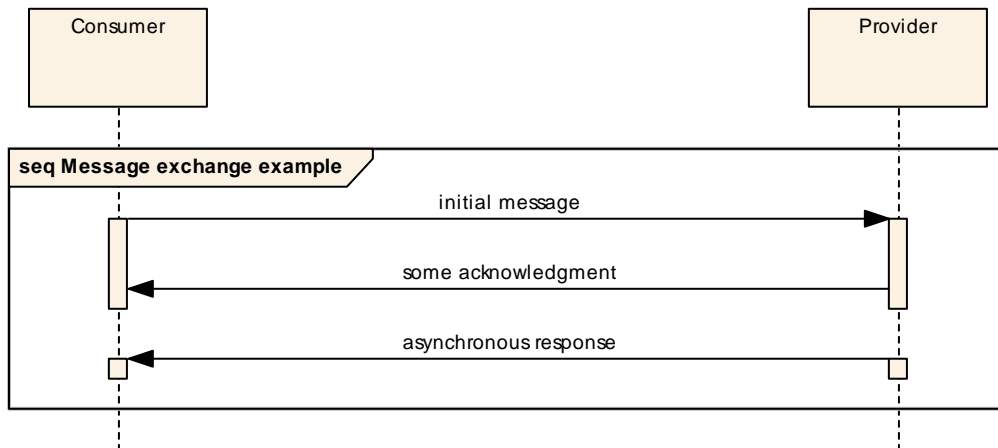 Consumer
Provider
seq Message exchange example
initial message
some acknowledgment
asynchronous response